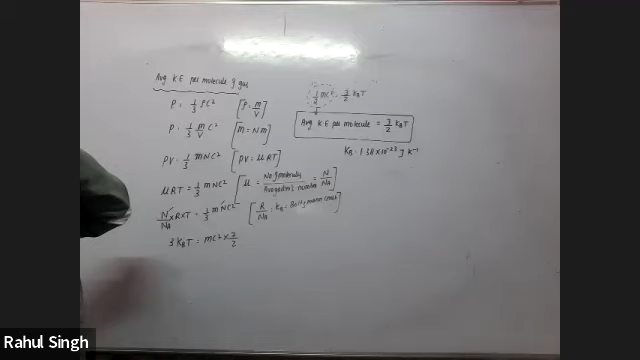 Avg K.E per molecule of gas
P = 1/3 ρC² [ρ = m/V]
P = 1/3 m/V C² [m = Nm]
PV = 1/3 mNC² [PV = μRT]
μRT = 1/3 mNC² [μ = No of molecules / Avogadro's number = N/NA]
N/NA × R×T = 1/3 mNC² [R/NA = KB = Boltzmann const]
3 KBT = mC² × 2/2
1/2 mC² = 3/2 KBT
Avg KE per molecule = 3/2 KBT
KB = 1.38 × 10⁻²³ J K⁻¹
Rahul Singh